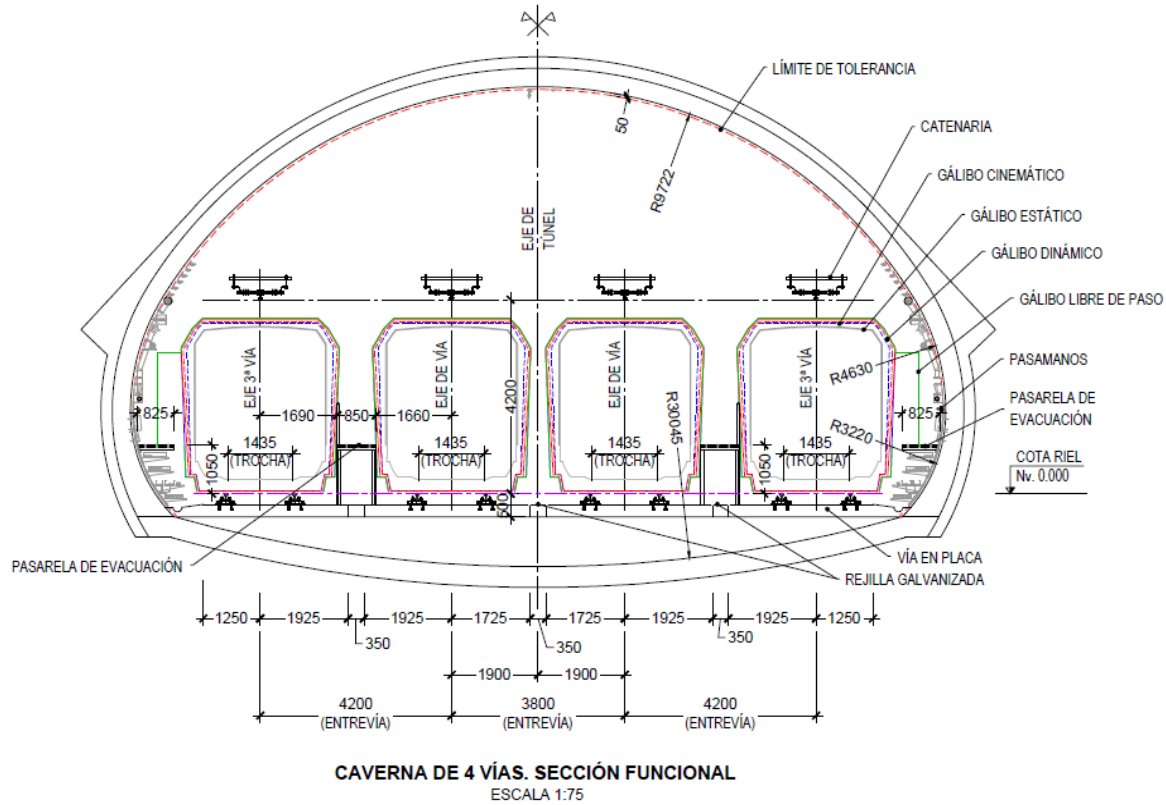 LÍMITE DE TOLERANCIA
50
CATENARIA
R9722
GÁLIBO CINEMÁTICO
EJE DE
TÚNEL
GÁLIBO ESTÁTICO
GÁLIBO DINÁMICO
GÁLIBO LIBRE DE PASO
EJE 3ª VÍA
EJE DE VÍA
EJE DE VÍA
EJE 3ª VÍA
4200
R4630
R30045
PASAMANOS
825
1690
850
1660
825
PASARELA DE
EVACUACIÓN
R3220
1435
(TROCHA)
1435
(TROCHA)
1435
(TROCHA)
1435
(TROCHA)
1050
1050
COTA RIEL
Nv. 0.000
500
VÍA EN PLACA
PASARELA DE EVACUACIÓN
REJILLA GALVANIZADA
1250
1925
1925
1725
1725
1925
1925
1250
350
350
350
1900
1900
4200
(ENTREVÍA)
3800
(ENTREVÍA)
4200
(ENTREVÍA)
CAVERNA DE 4 VÍAS. SECCIÓN FUNCIONAL
ESCALA 1:75